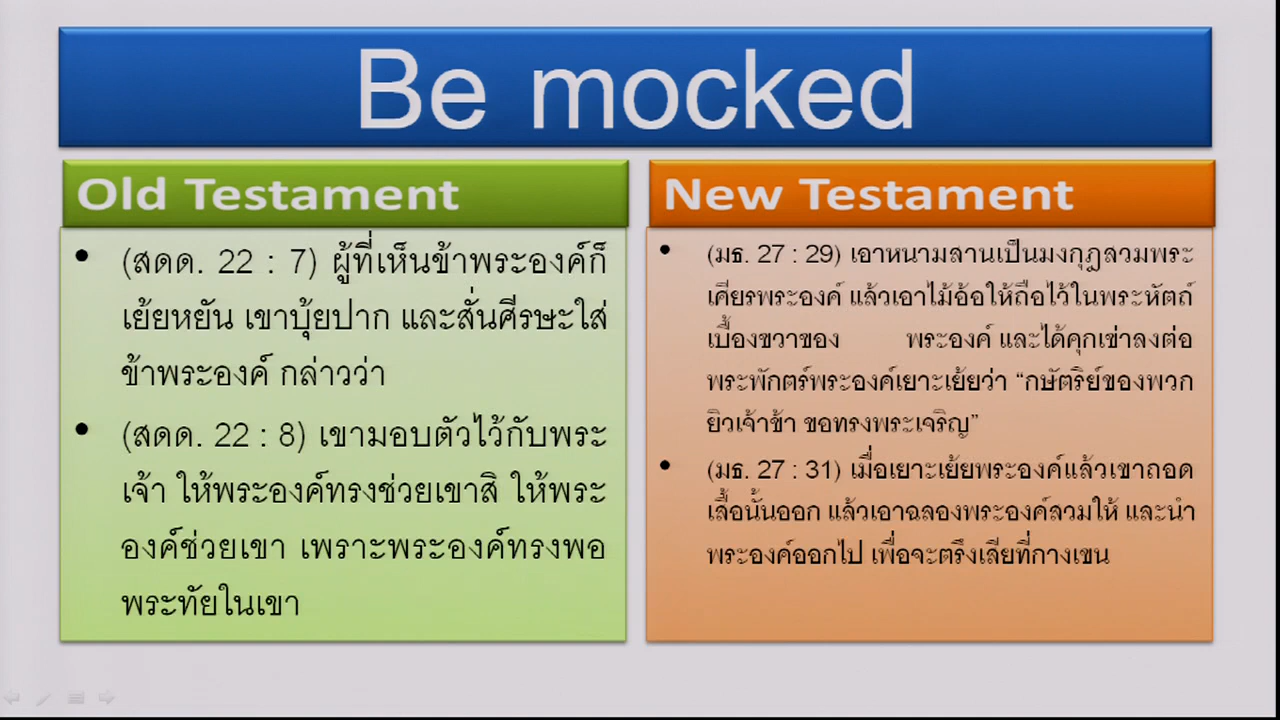 Be mocked
Old Testament
• (สดด. 22 : 7) ผู้ที่เห็นข้าพระองค์ก็
เย้ยหยัน เขาบุ้ยปาก และสั่นศีรษะใส่
ข้าพระองค์ กล่าวว่า
• (สดด. 22 : 8) เขามอบตัวไว้กับพระ
เจ้า ให้พระองค์ทรงช่วยเขาสิ ให้พระ
องค์ช่วยเขา เพราะพระองค์ทรงพอ
พระทัยในเขา
New Testament
• (มธ. 27 : 29) เอาหนามสานเป็นมงกุฎสวมพระ
เศียรพระองค์ แล้วเอาไม้อ้อให้ถือไว้ในพระหัตถ์
เบื้องขวาของ พระองค์ และได้คุกเข่าลงต่อ
พระพักตร์พระองค์เยาะเย้ยว่า “กษัตริย์ของพวก
ยิวเจ้าข้า ขอทรงพระเจริญ”
• (มธ. 27 : 31) เมื่อเยาะเย้ยพระองค์แล้วเขาถอด
เสื้อนั้นออก แล้วเอาฉลองพระองค์สวมให้ และนำ
พระองค์ออกไป เพื่อจะตรึงเสียที่กางเขน